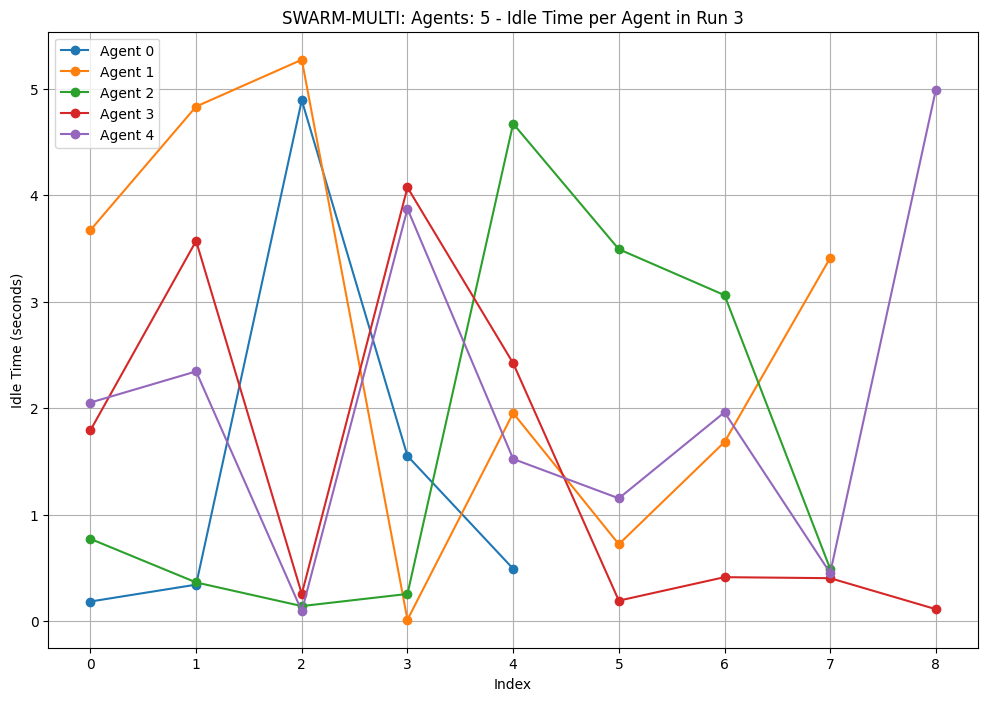 SWARM-MULTI: Agents: 5 - Idle Time per Agent in Run 3
Agent 0
Agent 1
Agent 2
Agent 3
Agent 4
Idle Time (seconds)
5
4
3
2
1
0
0 1 2 3 4 5 6 7 8
Index